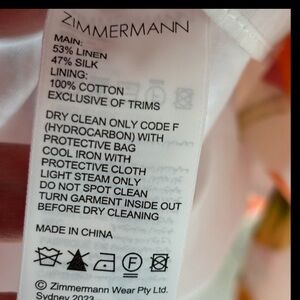 ZIMMERMANN
MAIN:
53% LINEN
47% SILK
LINING:
100% COTTON
EXCLUSIVE OF TRIMS
DRY CLEAN ONLY CODE F
(HYDROCARBON) WITH
PROTECTIVE BAG
COOL IRON WITH
PROTECTIVE CLOTH
LIGHT STEAM ONLY
DO NOT SPOT CLEAN
TURN GARMENT INSIDE OUT
BEFORE DRY CLEANING
MADE IN CHINA
F
© Zimmermann Wear Pty Ltd.
Sydney 2023